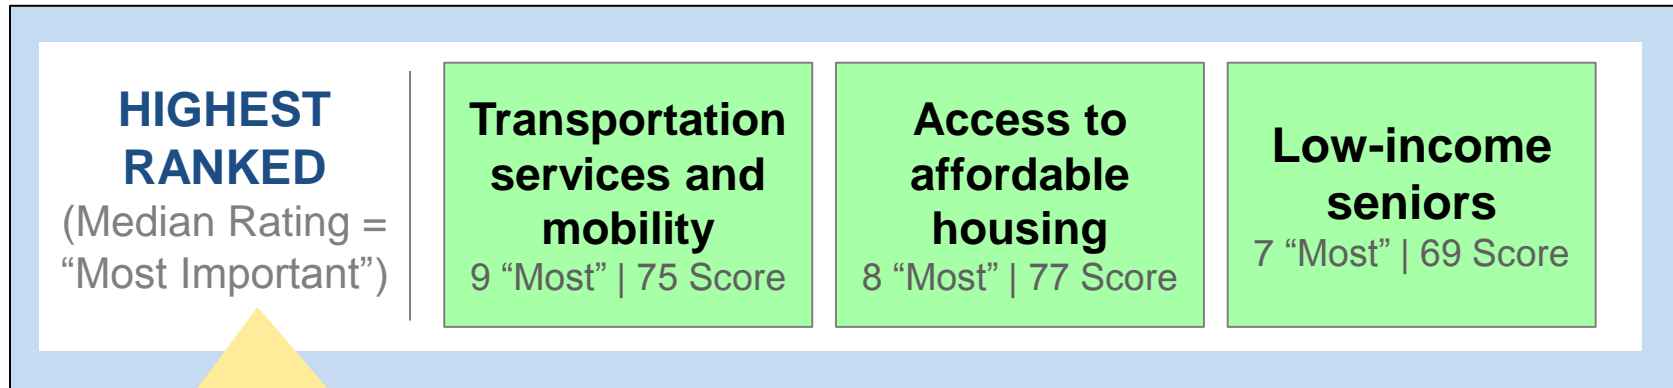 HIGHEST
RANKED
(Median Rating =
“Most Important”)
Transportation
services and
mobility
9 “Most” | 75 Score
Access to
affordable
housing
8 “Most” | 77 Score
Low-income
seniors
7 “Most” | 69 Score